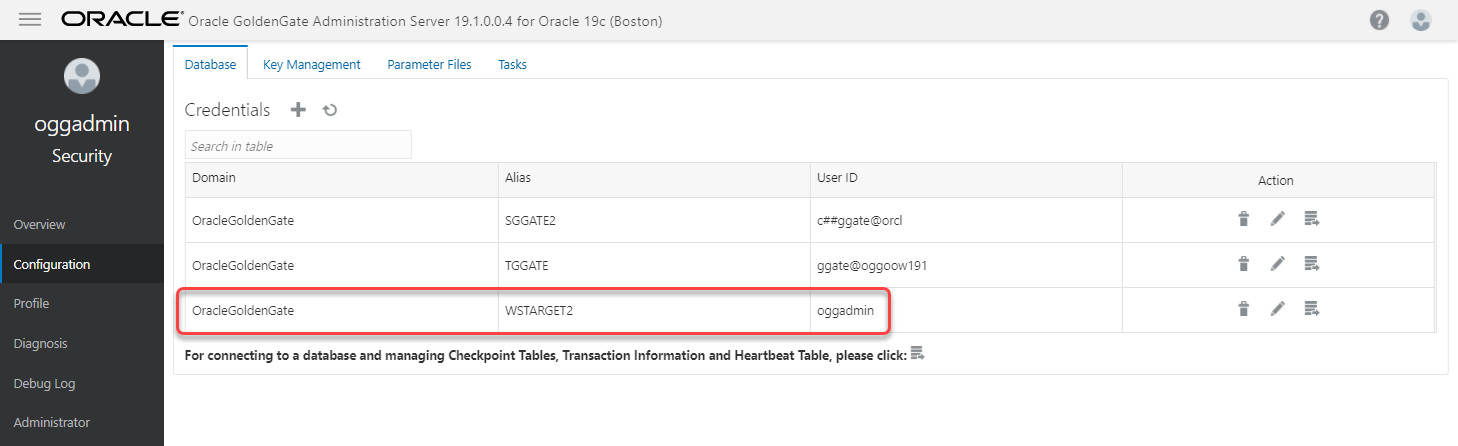 ORACLE® Oracle GoldenGate Administration Server 19.1.0.0.4 for Oracle 19c (Boston)
oggadmin
Security
Overview
Configuration
Profile
Diagnosis
Debug Log
Administrator
Database Key Management Parameter Files Tasks
Credentials
Search in table
Domain Alias User ID Action
OracleGoldenGate SGGATE2 c##ggate@orcl
OracleGoldenGate TGGATE ggate@oggoow191
OracleGoldenGate WSTARGET2 oggadmin
For connecting to a database and managing Checkpoint Tables, Transaction Information and Heartbeat Table, please click: